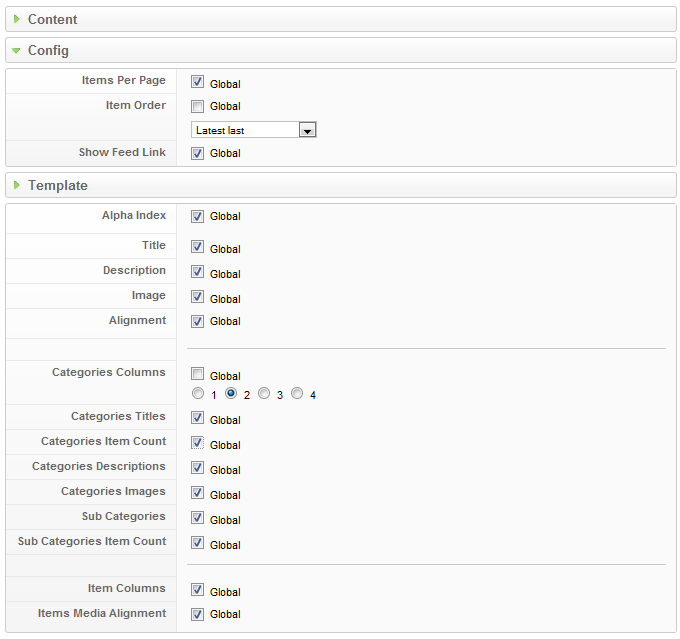 Content
Config
Items Per Page Global
Item Order Global
Latest last
Show Feed Link Global
Template
Alpha Index Global
Title Global
Description Global
Image Global
Alignment Global
Categories Columns Global
1 2 3 4
Categories Titles Global
Categories Item Count Global
Categories Descriptions Global
Categories Images Global
Sub Categories Global
Sub Categories Item Count Global
Item Columns Global
Items Media Alignment Global